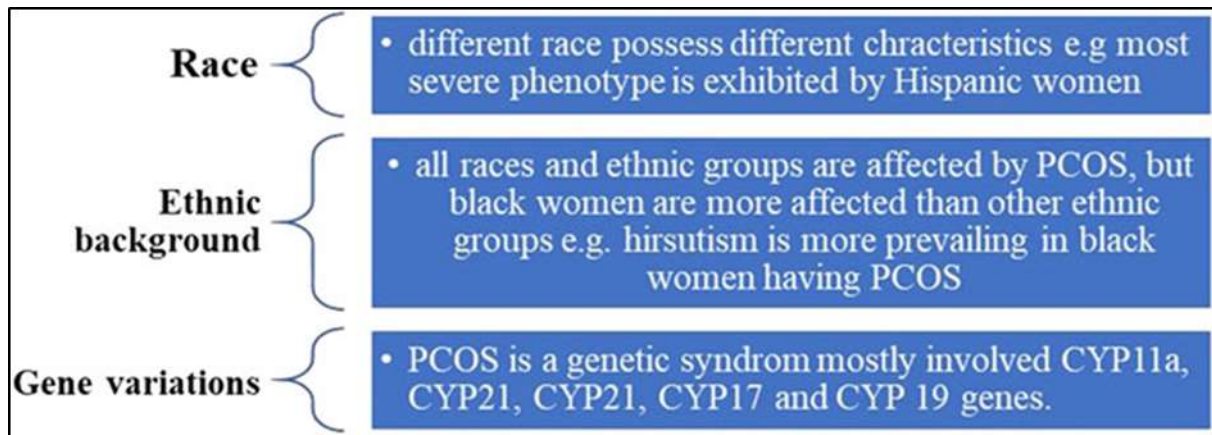 Race
• different race possess different chracteristics e.g most
severe phenotype is exhibited by Hispanic women
Ethnic
background
• all races and ethnic groups are affected by PCOS, but
black women are more affected than other ethnic
groups e.g. hirsutism is more prevailing in black
women having PCOS
Gene variations
• PCOS is a genetic syndrom mostly involved CYP11a,
CYP21, CYP21, CYP17 and CYP 19 genes.